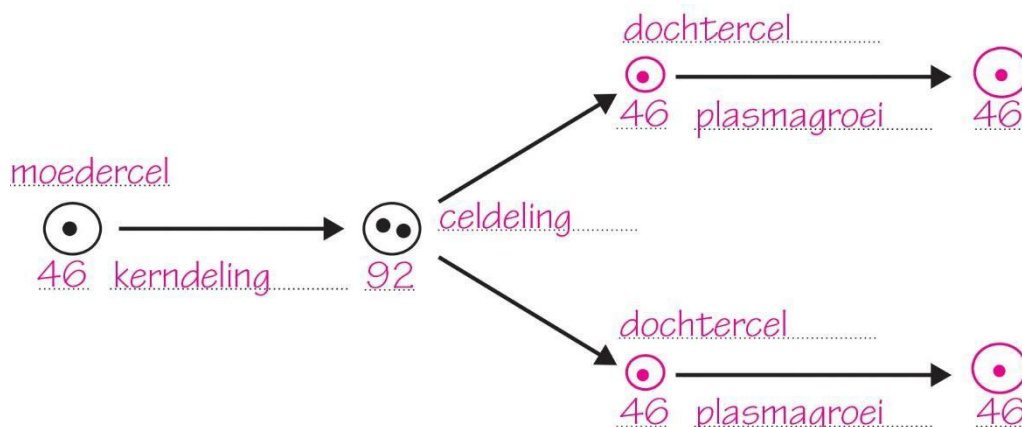 dochtercel
46 plasmagroei 46
moedercel
celdeling
46 kerndeling 92
dochtercel
46 plasmagroei 46